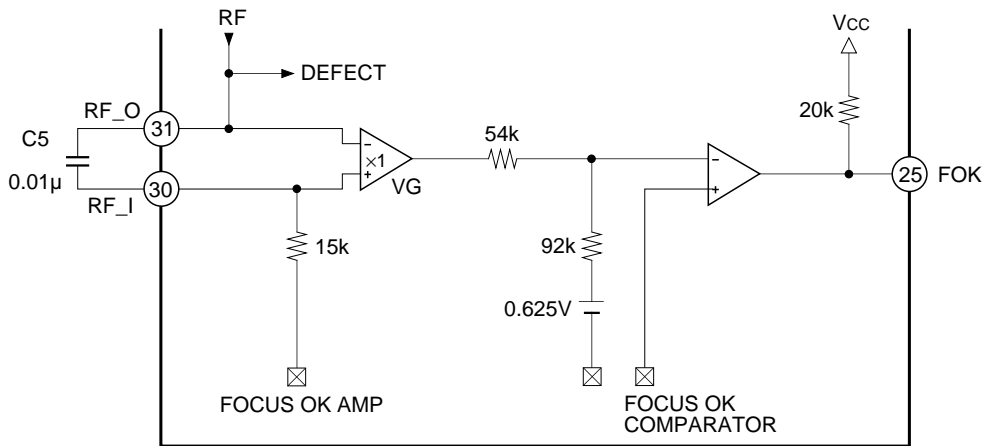 RF
VCC
DEFECT
RF_O
31
C5
0.01μ
30
RF_I
−
×1
+
VG
54k
20k
−
+
25
FOK
15k
92k
0.625V
FOCUS OK AMP
FOCUS OK
COMPARATOR